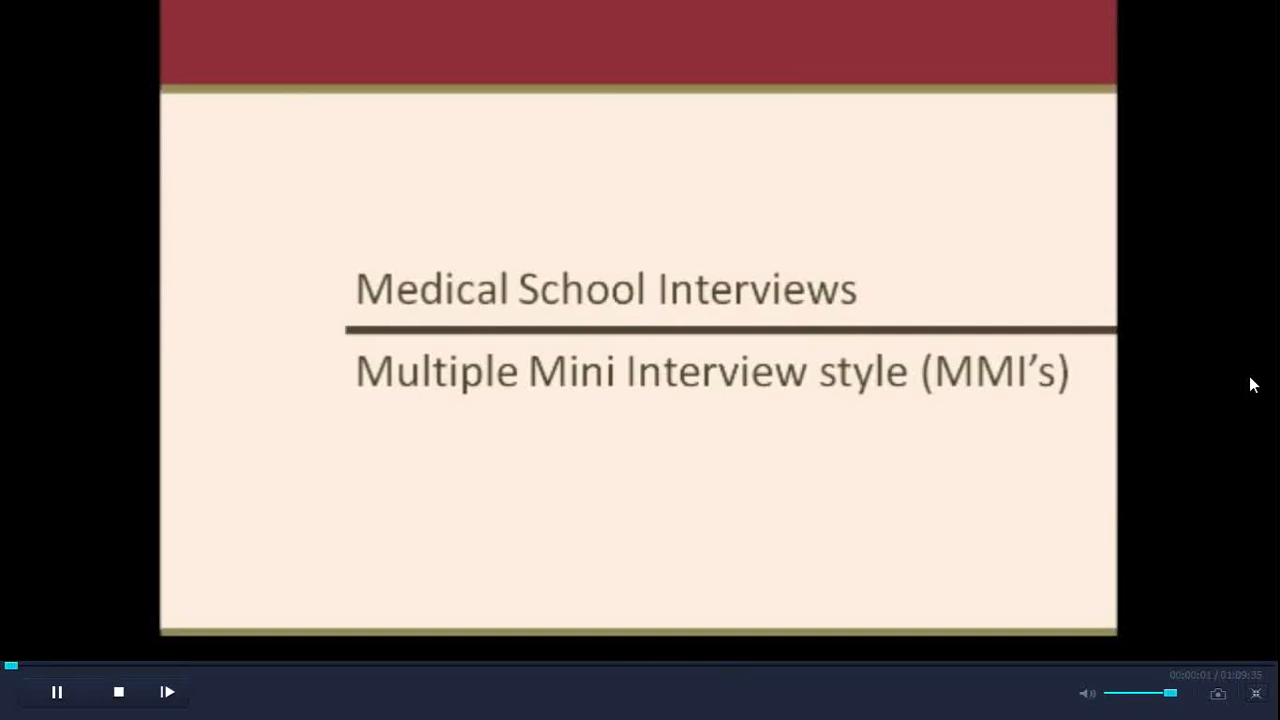 Medical School Interviews
Multiple Mini Interview style (MMI’s)
00:00:01 / 01:09:35